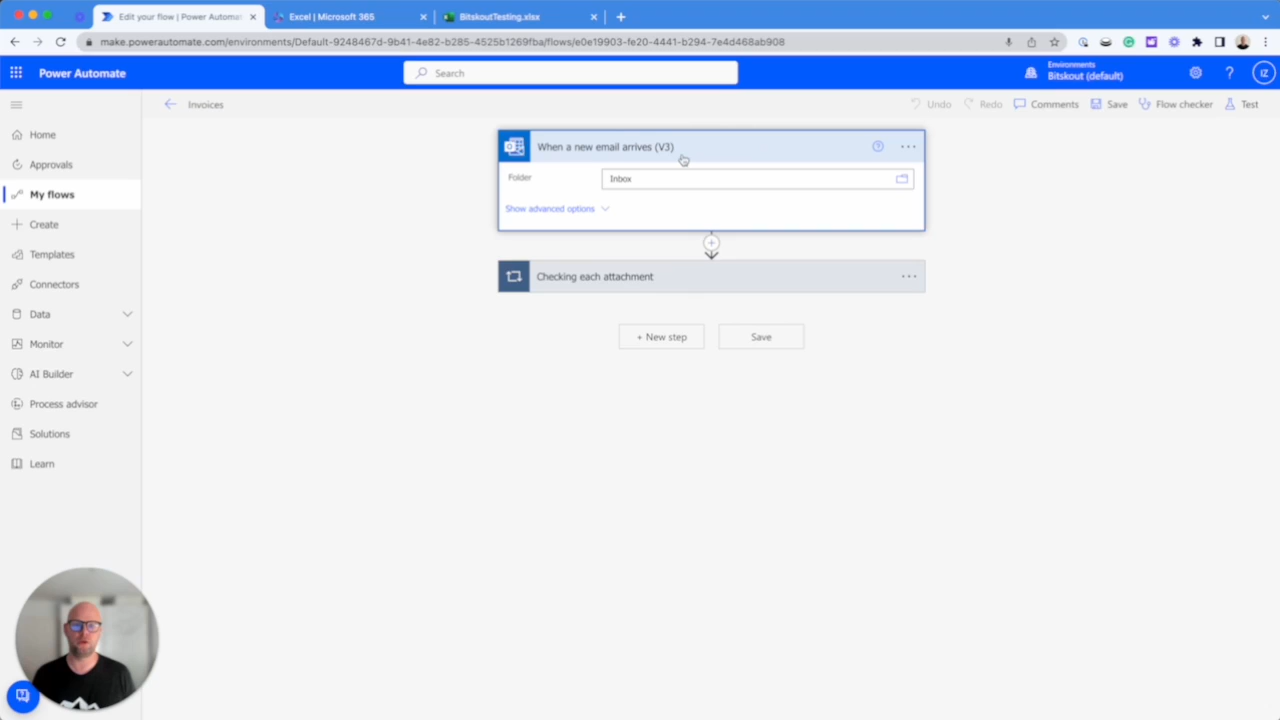 Edit your flow | Power Automat
Excel | Microsoft 365
BitskoutTesting.xlsx
make.powerautomate.com/environments/Default-9248467d-9b41-4e82-b285-4525b1269fba/flows/e0e19903-fe20-4441-b294-7e4d468ab908
Power Automate
Search
Environments
Bitskout (default)
?
IZ
Invoices
Undo
Redo
Comments
Save
Flow checker
Test
Home
Approvals
My flows
Create
Templates
Connectors
Data
Monitor
AI Builder
Process advisor
Solutions
Learn
When a new email arrives (V3)
Folder
Inbox
Show advanced options
Checking each attachment
+ New step
Save